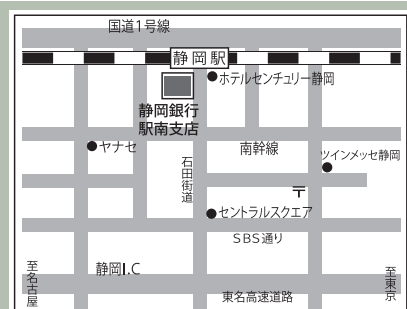 国道1号線
静岡駅
ホテルセンチュリー静岡
静岡銀行
駅南支店
ヤナセ
南幹線
ツインメッセ静岡
石田街道
〒
セントラルスクエア
SBS通り
至名古屋
静岡I.C
東名高速道路
至東京